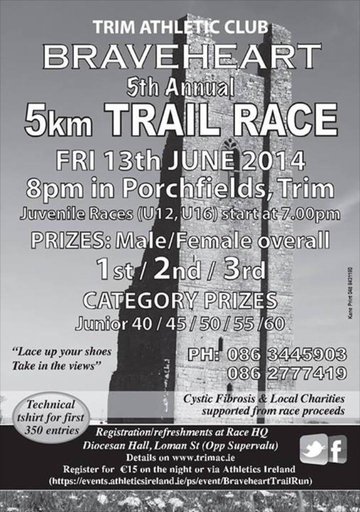 TRIM ATHLETIC CLUB
BRAVEHEART
5th Annual
5km TRAIL RACE
FRI 13th JUNE 2014
8pm in Porchfields, Trim
Juvenile Races (U12, U16) start at 7.00pm
PRIZES: Male/Female overall
1st / 2nd / 3rd
CATEGORY PRIZES
Junior 40 / 45 / 50 / 55 /60
"Lace up your shoes
Take in the views"
PH: 086 3445903
086 2777419
Cystic Fibrosis & Local Charities
supported from race proceeds
Technical
tshirt for first
350 entries
Registration/refreshments at Race HQ
Diocesan Hall, Loman St (Opp Supervalu)
Details on www.trimac.ie
Register for €15 on the night or via Athletics Ireland
(https://events.athleticsireland.ie/ps/event/BraveheartTrailRun)
f